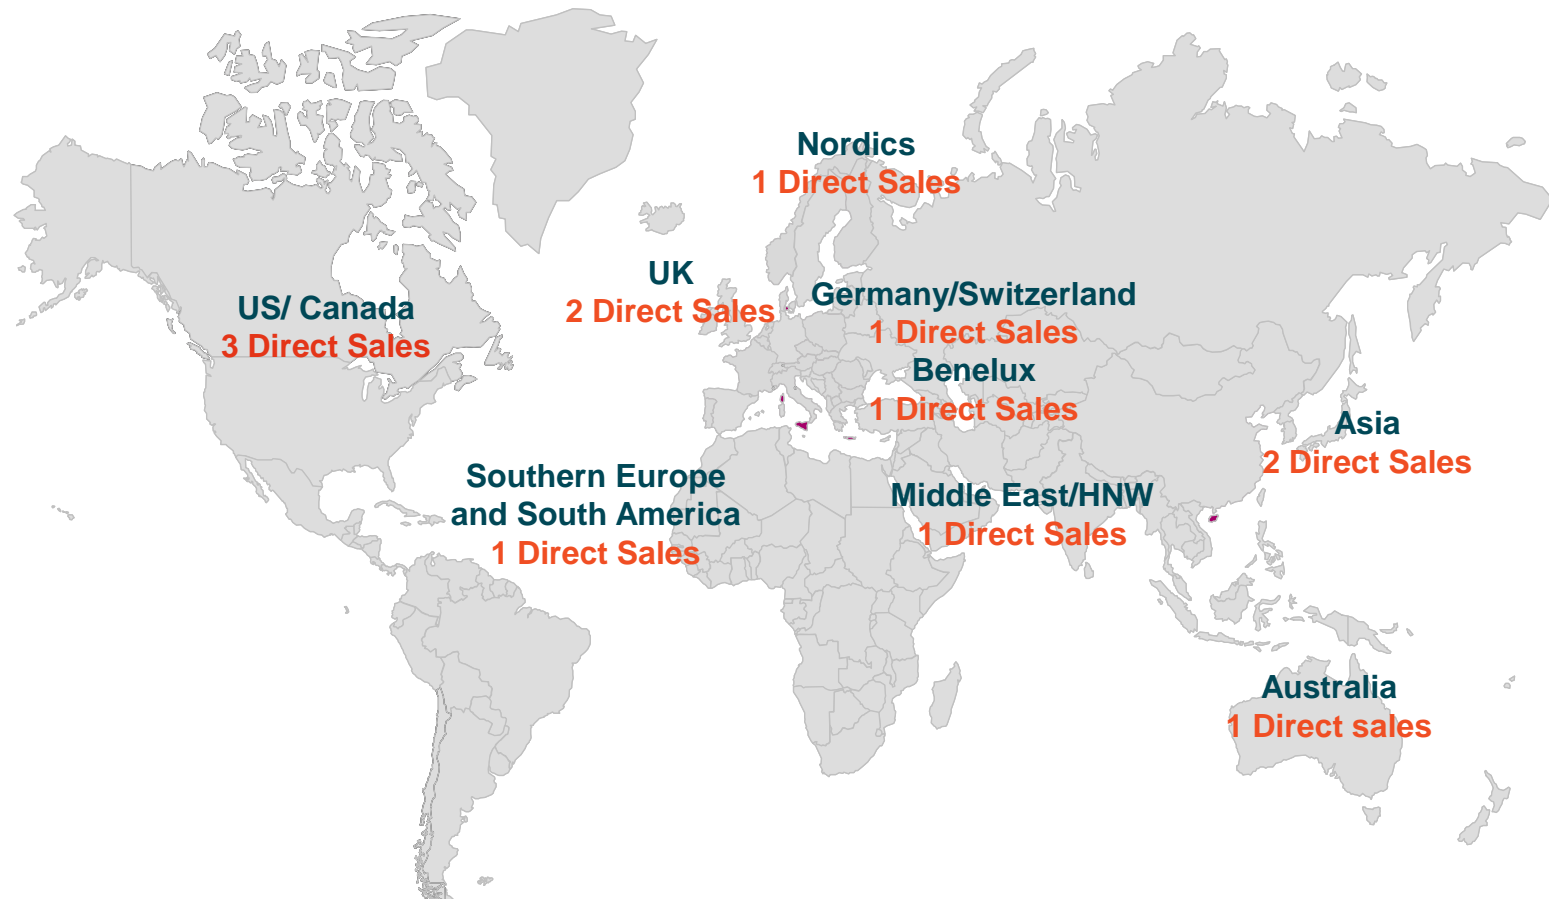 Nordics
1 Direct Sales
UK
2 Direct Sales
Germany/Switzerland
1 Direct Sales
US/ Canada
3 Direct Sales
Benelux
1 Direct Sales
Asia
2 Direct Sales
Southern Europe
and South America
1 Direct Sales
Middle East/HNW
1 Direct Sales
Australia
1 Direct sales